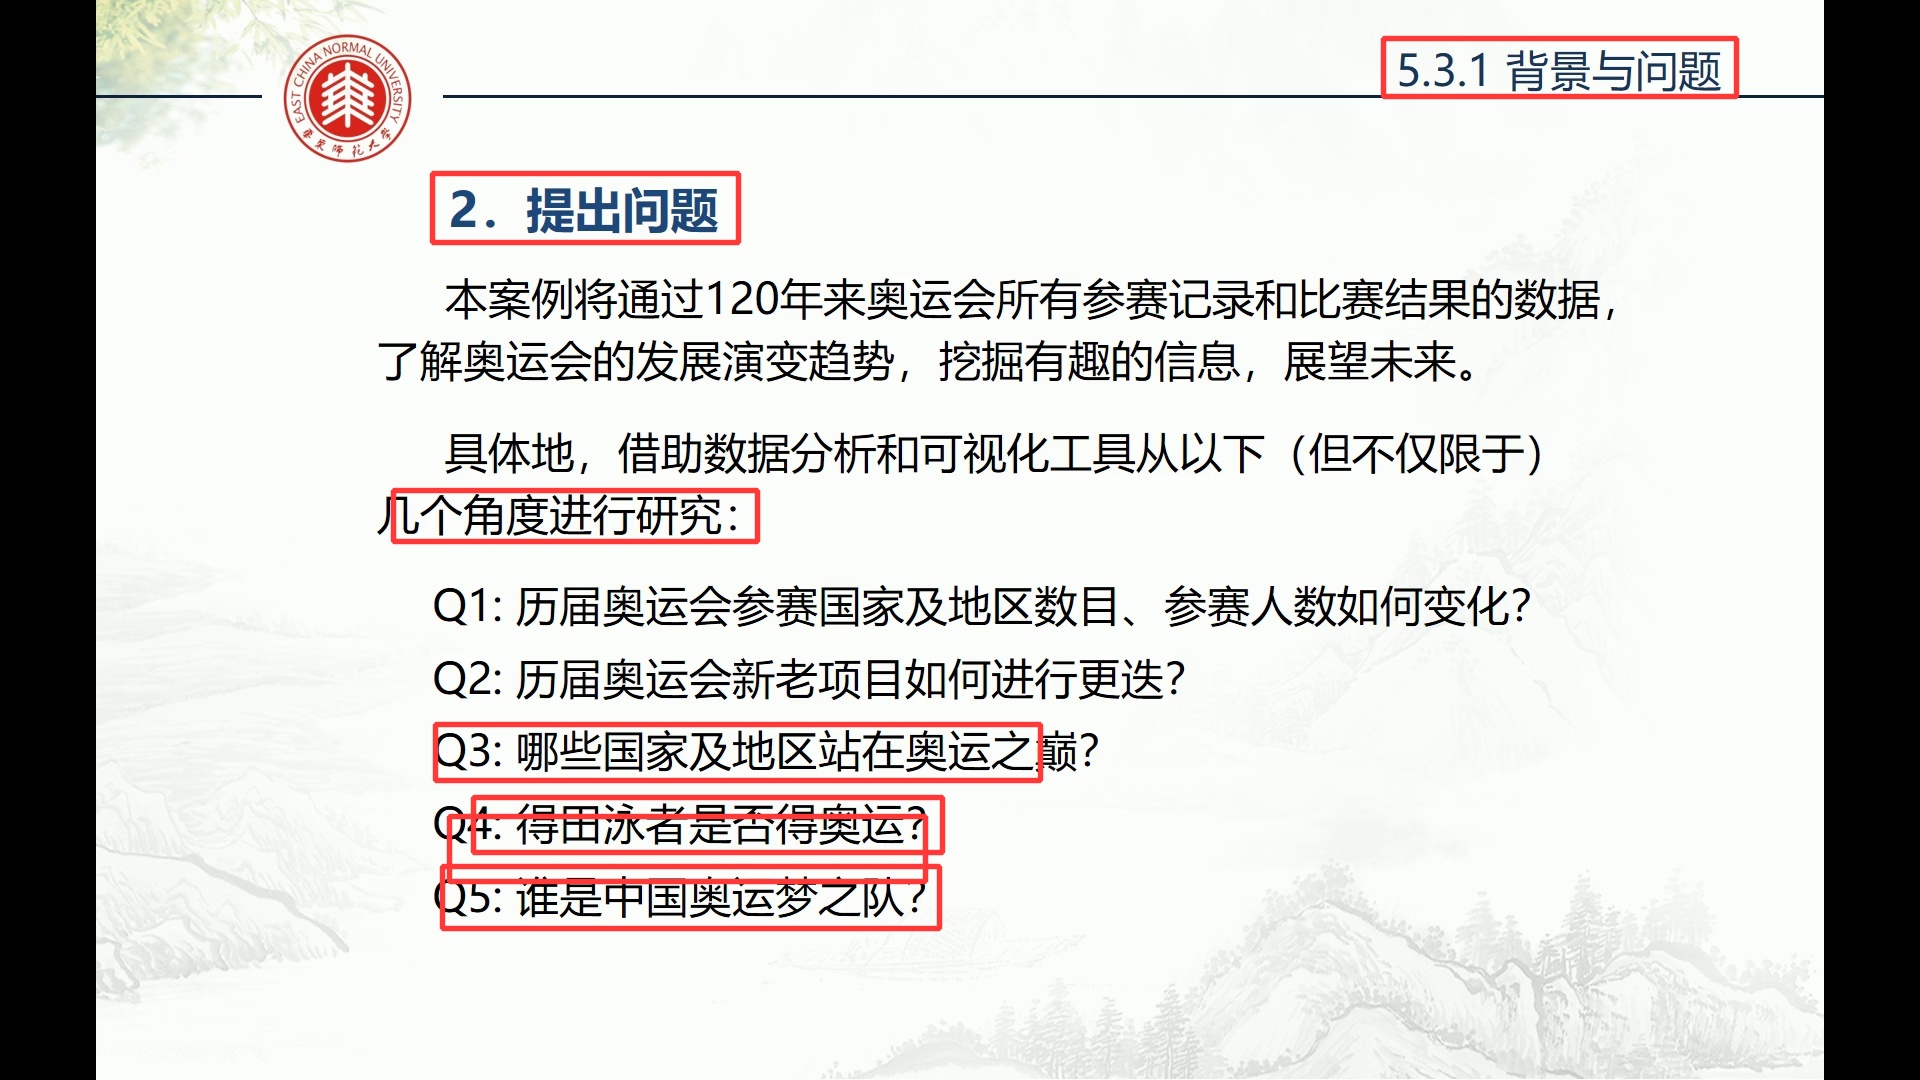 5.3.1 背景与问题
EAST CHINA NORMAL UNIVERSITY
华东师范大学
2. 提出问题
本案例将通过120年来奥运会所有参赛记录和比赛结果的数据，
了解奥运会的发展演变趋势，挖掘有趣的信息，展望未来。
具体地，借助数据分析和可视化工具从以下（但不仅限于）
几个角度进行研究：
Q1: 历届奥运会参赛国家及地区数目、参赛人数如何变化？
Q2: 历届奥运会新老项目如何进行更迭？
Q3: 哪些国家及地区站在奥运之巅？
Q4: 得田泳者是否得奥运？
Q5: 谁是中国奥运梦之队？